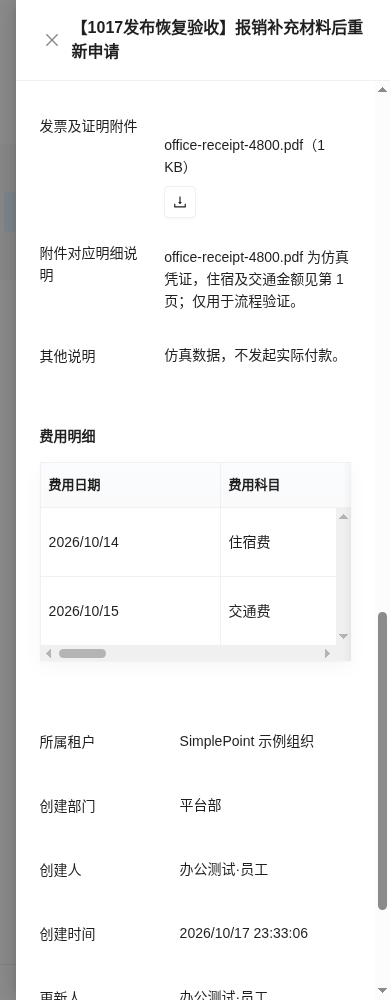 【1017发布恢复验收】报销补充材料后重
新申请
发票及证明附件
office-receipt-4800.pdf（1
KB）
附件对应明细说
明
office-receipt-4800.pdf 为仿真
凭证，住宿及交通金额见第 1
页；仅用于流程验证。
其他说明
仿真数据，不发起实际付款。
费用明细
费用日期
费用科目
2026/10/14
住宿费
2026/10/15
交通费
所属租户
SimplePoint 示例组织
创建部门
平台部
创建人
办公测试·员工
创建时间
2026/10/17 23:33:06
更新人
办公测试·员工